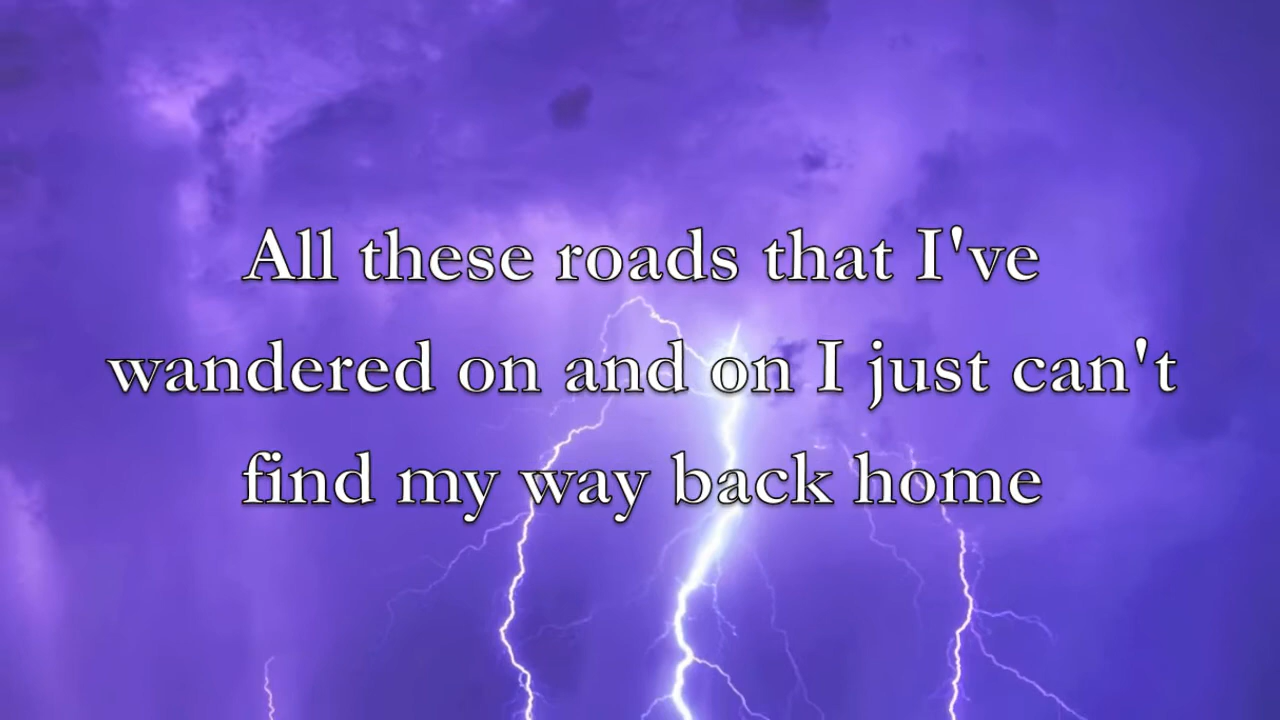 All these roads that I've
wandered on and on I just can't
find my way back home